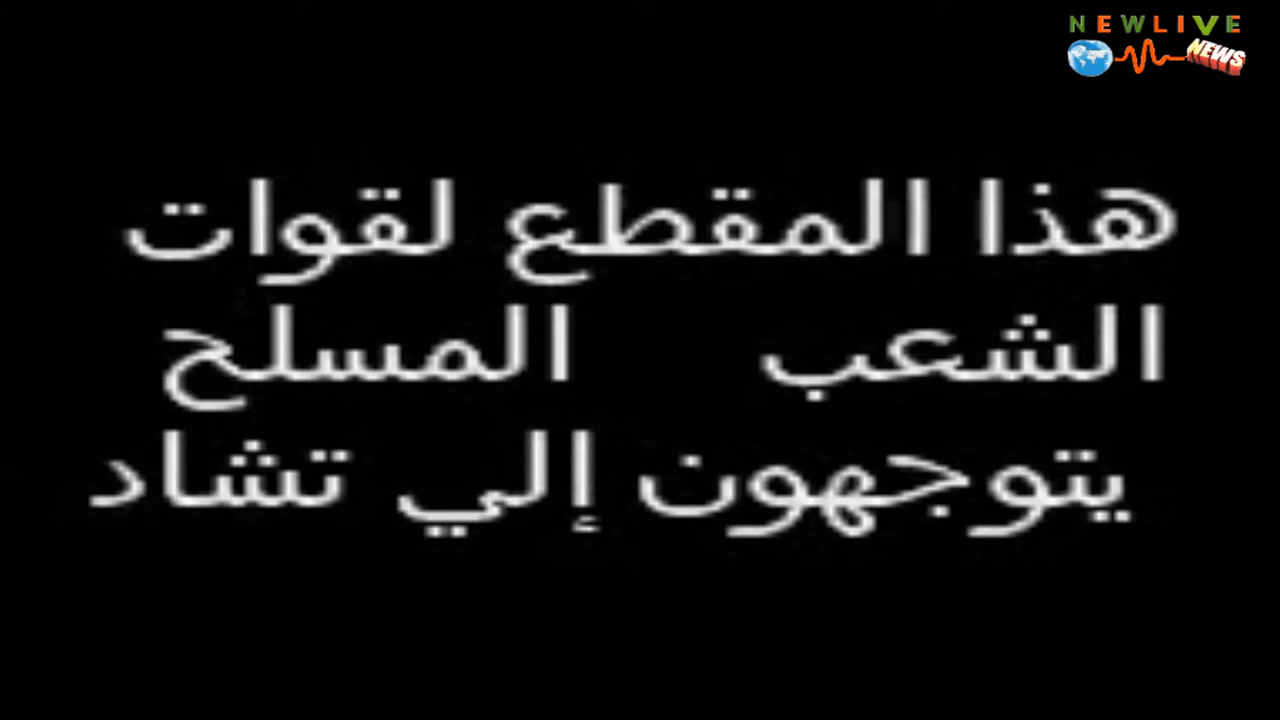 NEWLIVE
NEWS
هذا المقطع لقوات
الشعب المسلح
يتوجهون إلي تشاد